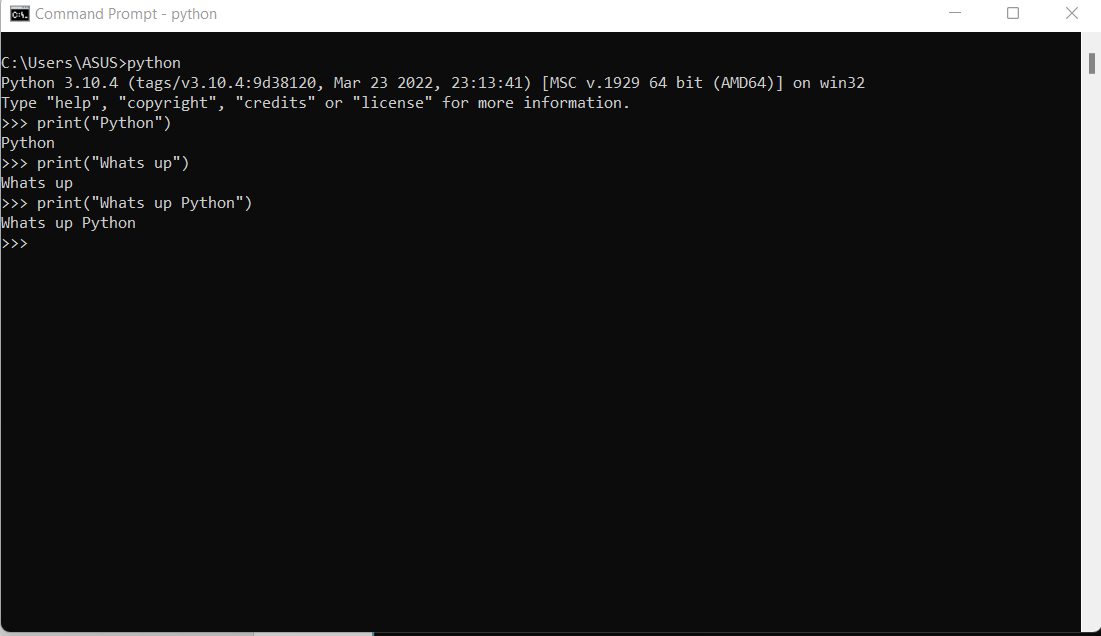 Command Prompt - python
C:\Users\ASUS>python
Python 3.10.4 (tags/v3.10.4:9d38120, Mar 23 2022, 23:13:41) [MSC v.1929 64 bit (AMD64)] on win32
Type "help", "copyright", "credits" or "license" for more information.
>>> print("Python")
Python
>>> print("Whats up")
Whats up
>>> print("Whats up Python")
Whats up Python
>>>